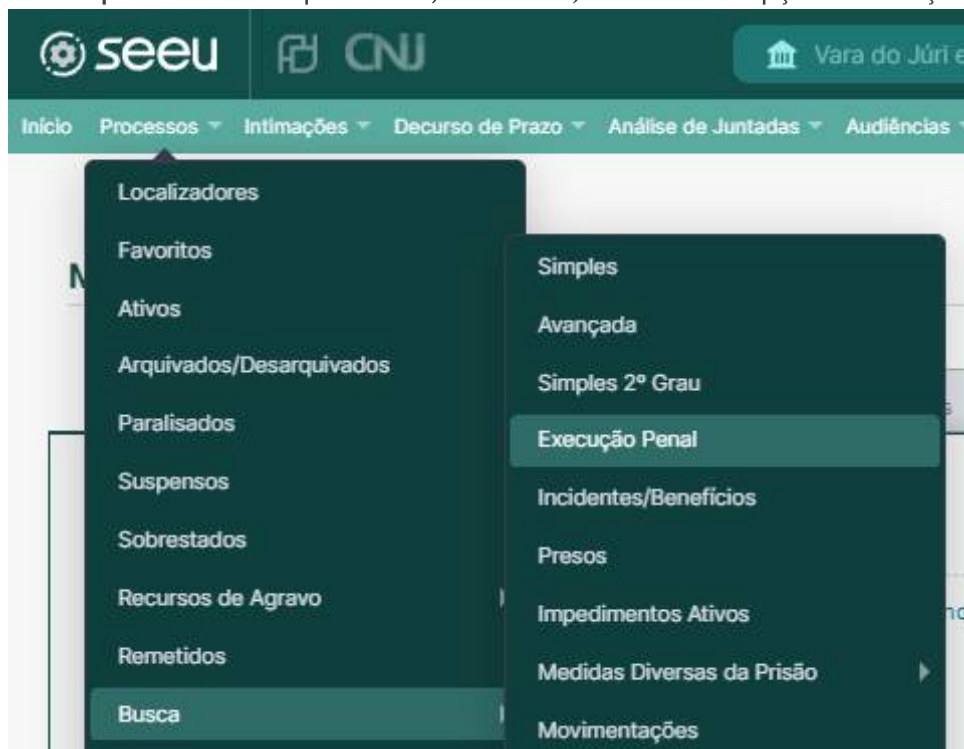 seeu CNJ Vara do Júri e
Início Processos Intimações Decurso de Prazo Análise de Juntadas Audiências
Localizadores
Favoritos
Ativos
Arquivados/Desarquivados
Paralisados
Suspensos
Sobrestados
Recursos de Agravo
Remetidos
Busca
Simples
Avançada
Simples 2º Grau
Execução Penal
Incidentes/Benefícios
Presos
Impedimentos Ativos
Medidas Diversas da Prisão
Movimentações